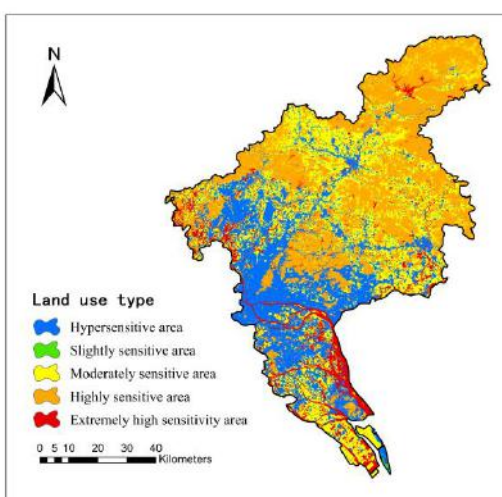 N
Land use type
Hypersensitive area
Slightly sensitive area
Moderately sensitive area
Highly sensitive area
Extremely high sensitivity area
0 5 10 20 30 40
Kilometers